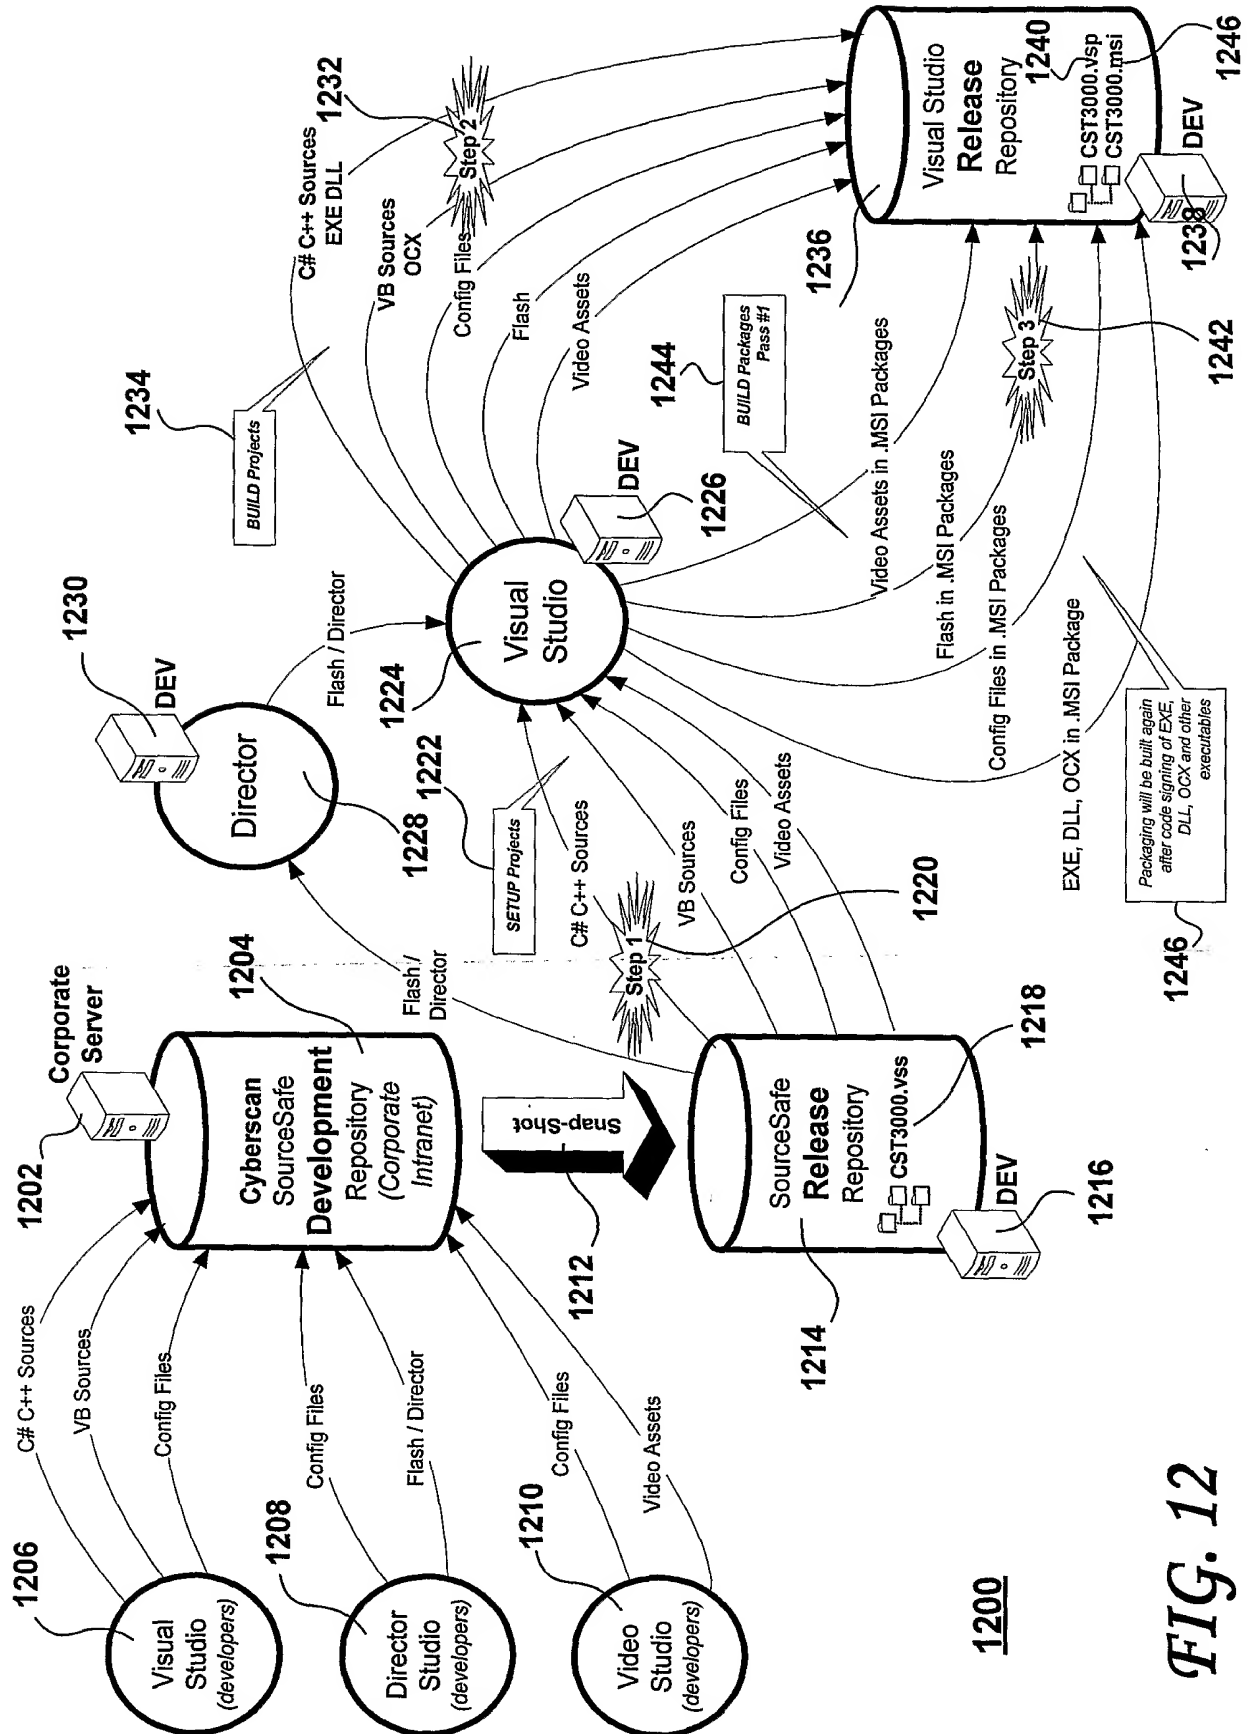 1206
Visual
Studio
(developers)
C# C++ Sources
VB Sources
Config Files
1208
Director
Studio
(developers)
Config Files
Flash / Director
1210
Video
Studio
(developers)
Config Files
Video Assets
1202
Corporate
Server
1204
Cyberscan
SourceSafe
Development
Repository
(Corporate
Intranet)
Snap-Shot
1212
1214
SourceSafe
Release
Repository
CST3000.vss
1218
DEV
1216
Flash /
Director
Step 1
1220
Director
1228
DEV
1230
Flash / Director
SETUP Projects
1222
C# C++ Sources
VB Sources
Config Files
Video Assets
1224
Visual
Studio
DEV
1226
BUILD Projects
1234
C# C++ Sources
EXE DLL
VB Sources
OCX
Config Files
Flash
Video Assets
Step 2
1232
BUILD Packages
Pass #1
1244
Video Assets in .MSI Packages
Flash in .MSI Packages
Config Files in .MSI Packages
EXE, DLL, OCX in .MSI Package
Step 3
1242
Packaging will be built again
after code signing of EXE,
DLL, OCX and other
executables
1246
1236
Visual Studio
Release
Repository
1240
CST3000.vsp
CST3000.msi
1246
DEV
1238
1200
FIG. 12